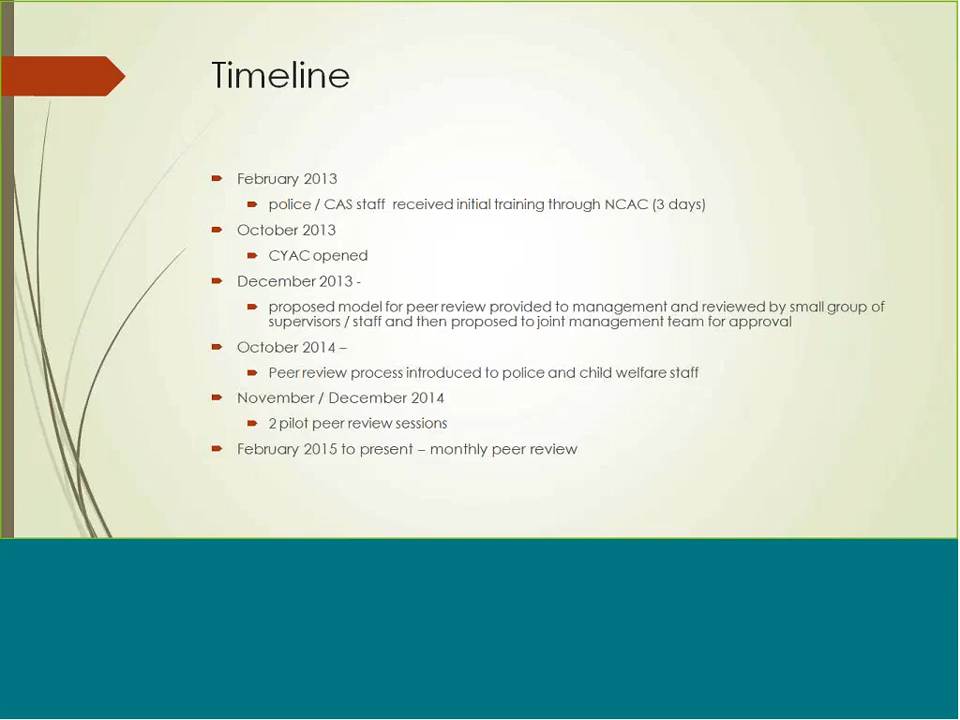 Timeline
February 2013
police / CAS staff received initial training through NCAC (3 days)
October 2013
CYAC opened
December 2013 -
proposed model for peer review provided to management and reviewed by small group of
supervisors / staff and then proposed to joint management team for approval
October 2014 –
Peer review process introduced to police and child welfare staff
November / December 2014
2 pilot peer review sessions
February 2015 to present – monthly peer review